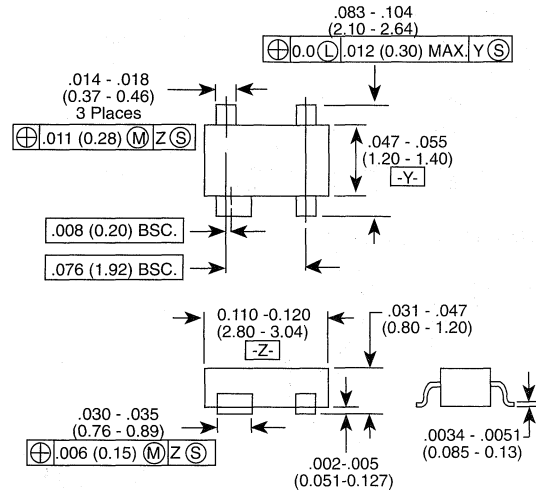 .083 - .104
(2.10 - 2.64)
⌖ 0.0 Ⓛ .012 (0.30) MAX. Y Ⓢ
.014 - .018
(0.37 - 0.46)
3 Places
⌖ .011 (0.28) Ⓜ Z Ⓢ
.047 - .055
(1.20 - 1.40)
-Y-
.008 (0.20) BSC.
.076 (1.92) BSC.
0.110 -0.120
(2.80 - 3.04)
-Z-
.031 - .047
(0.80 - 1.20)
.030 - .035
(0.76 - 0.89)
⌖ .006 (0.15) Ⓜ Z Ⓢ
.002-.005
(0.051-0.127)
.0034 - .0051
(0.085 - 0.13)